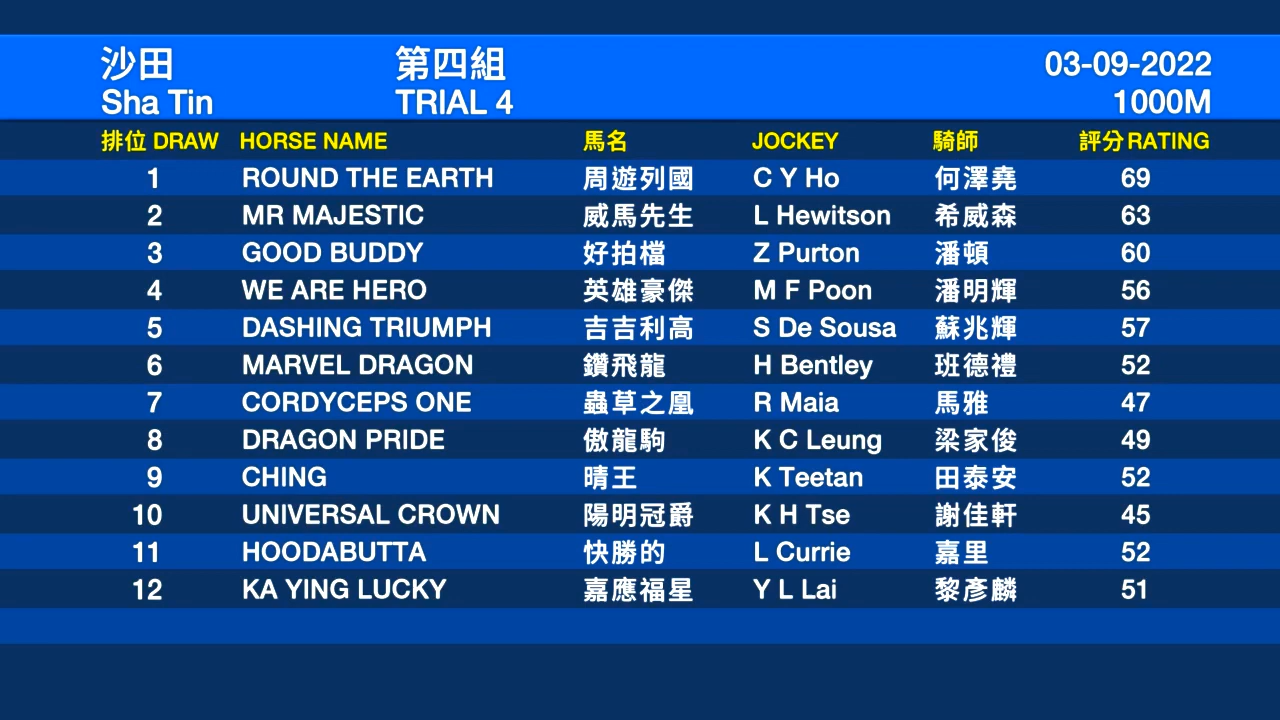 沙田 第四組 03-09-2022
Sha Tin TRIAL 4 1000M
排位 DRAW HORSE NAME 馬名 JOCKEY 騎師 評分 RATING
1 ROUND THE EARTH 周遊列國 C Y Ho 何澤堯 69
2 MR MAJESTIC 威馬先生 L Hewitson 希威森 63
3 GOOD BUDDY 好拍檔 Z Purton 潘頓 60
4 WE ARE HERO 英雄豪傑 M F Poon 潘明輝 56
5 DASHING TRIUMPH 吉吉利高 S De Sousa 蘇兆輝 57
6 MARVEL DRAGON 鑽飛龍 H Bentley 班德禮 52
7 CORDYCEPS ONE 蟲草之凰 R Maia 馬雅 47
8 DRAGON PRIDE 傲龍駒 K C Leung 梁家俊 49
9 CHING 晴王 K Teetan 田泰安 52
10 UNIVERSAL CROWN 陽明冠爵 K H Tse 謝佳軒 45
11 HOODABUTTA 快勝的 L Currie 嘉里 52
12 KA YING LUCKY 嘉應福星 Y L Lai 黎彥麟 51